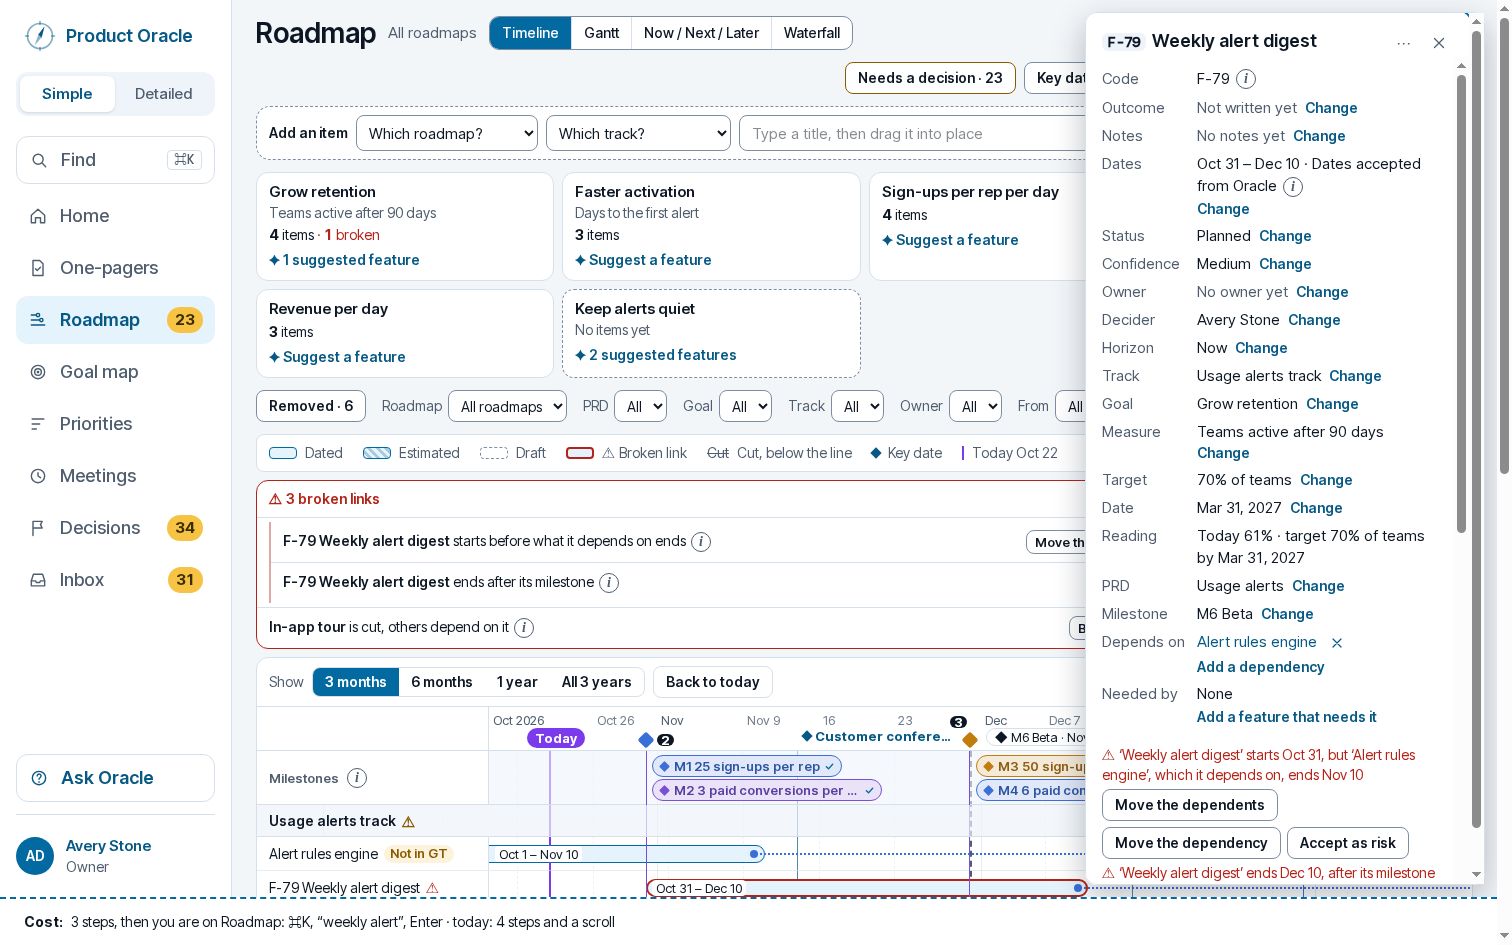 Product Oracle
Simple
Detailed
Find
⌘K
Home
One-pagers
Roadmap
23
Goal map
Priorities
Meetings
Decisions
34
Inbox
31
Ask Oracle
AD
Avery Stone
Owner
Roadmap
All roadmaps
Timeline
Gantt
Now / Next / Later
Waterfall
Needs a decision · 23
Add an item
Which roadmap?
Which track?
Type a title, then drag it into place
Grow retention
Teams active after 90 days
4 items · 1 broken
1 suggested feature
Faster activation
Days to the first alert
3 items
Suggest a feature
Sign-ups per rep per day
4 items
Suggest a feature
Revenue per day
3 items
Suggest a feature
Keep alerts quiet
No items yet
2 suggested features
Removed · 6
Roadmap
All roadmaps
PRD
All
Goal
All
Track
All
Owner
All
From
All
Dated
Estimated
Draft
⚠ Broken link
Cut Cut, below the line
Key date
Today Oct 22
⚠ 3 broken links
F-79 Weekly alert digest starts before what it depends on ends i
F-79 Weekly alert digest ends after its milestone i
In-app tour is cut, others depend on it i
Show
3 months
6 months
1 year
All 3 years
Back to today
Oct 2026
Oct 26
Nov
Nov 9
16
23
3
Dec
Dec 7
Today
2
Customer confere…
M6 Beta · Nov
Milestones i
M1 25 sign-ups per rep ✓
M3 50 sign-up
M2 3 paid conversions per … ✓
M4 6 paid con
Usage alerts track ⚠
Alert rules engine
Not in GT
Oct 1 – Nov 10
F-79 Weekly alert digest ⚠
Oct 31 – Dec 10
F-79 Weekly alert digest
Code F-79 i
Outcome Not written yet Change
Notes No notes yet Change
Dates Oct 31 – Dec 10 · Dates accepted
from Oracle i
Change
Status Planned Change
Confidence Medium Change
Owner No owner yet Change
Decider Avery Stone Change
Horizon Now Change
Track Usage alerts track Change
Goal Grow retention Change
Measure Teams active after 90 days
Change
Target 70% of teams Change
Date Mar 31, 2027 Change
Reading Today 61% · target 70% of teams
by Mar 31, 2027
PRD Usage alerts Change
Milestone M6 Beta Change
Depends on Alert rules engine ×
Add a dependency
Needed by None
Add a feature that needs it
⚠ ‘Weekly alert digest’ starts Oct 31, but ‘Alert rules
engine’, which it depends on, ends Nov 10
Move the dependents
Move the dependency
Accept as risk
⚠ ‘Weekly alert digest’ ends Dec 10, after its milestone
Cost: 3 steps, then you are on Roadmap: ⌘K, “weekly alert”, Enter · today: 4 steps and a scroll